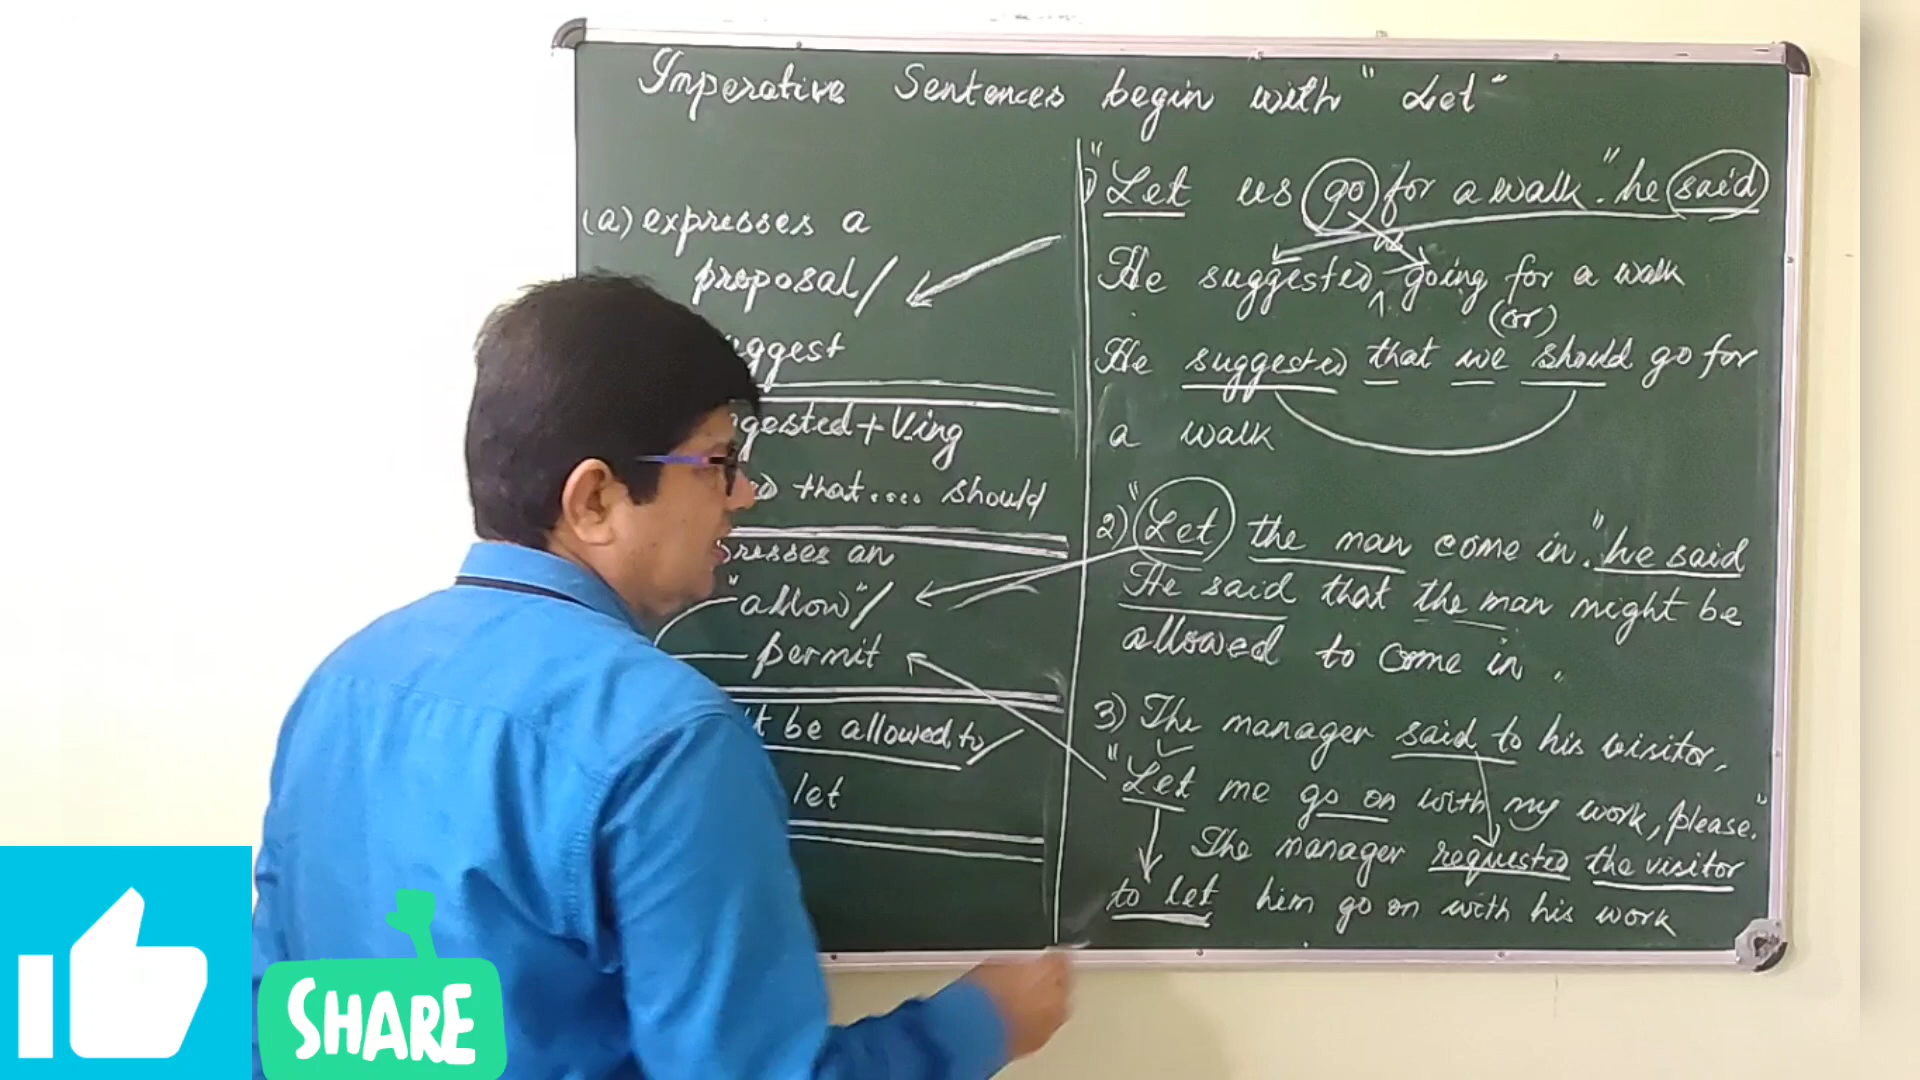 Imperative Sentences begin with "Let"
(a) expresses a
proposal/
suggest
suggested + V.ing
that.... should
expresses an
"allow"/
permit
be allowed to
let
1) "Let us go for a walk." he said
He suggested going for a walk
(or)
He suggested that we should go for
a walk
2) "Let the man come in." he said
He said that the man might be
allowed to come in.
3) The manager said to his visitor,
"Let me go on with my work, please."
The manager requested the visitor
to let him go on with his work
SHARE